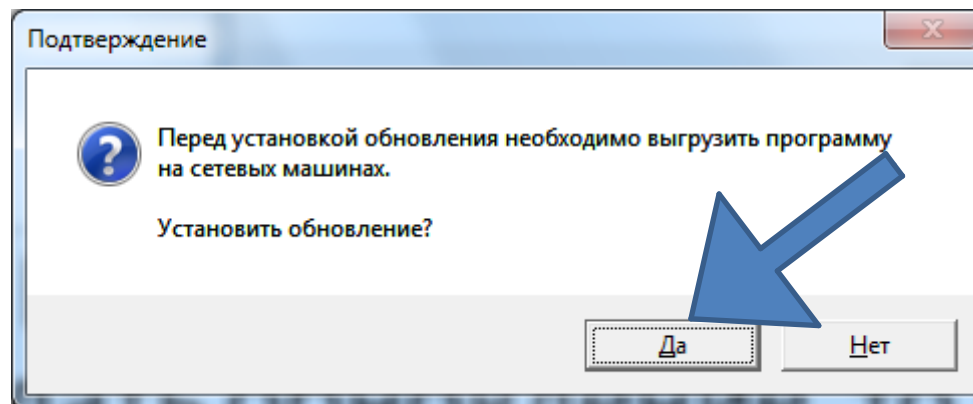 Подтверждение
Перед установкой обновления необходимо выгрузить программу
на сетевых машинах.
Установить обновление?
Да
Нет